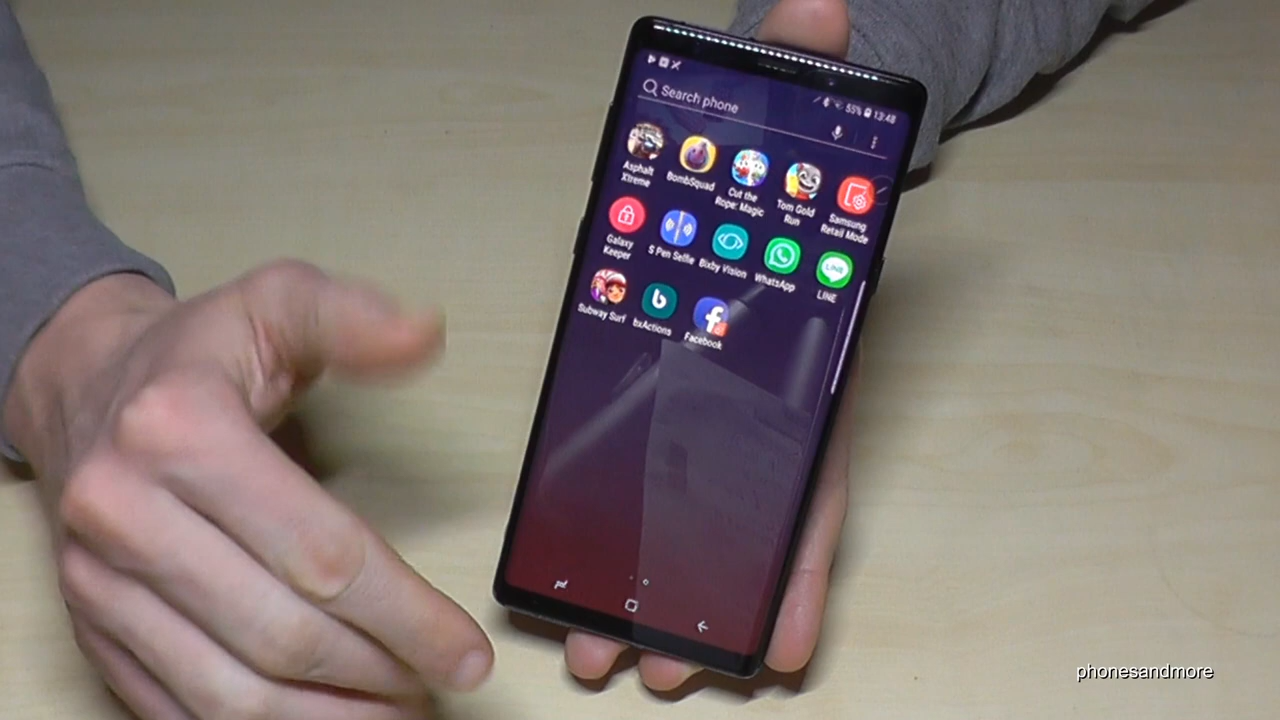 55% 13:48
Search phone
Asphalt
Xtreme
BombSquad
Cut the
Rope: Magic
Tom Gold
Run
Samsung
Retail Mode
Galaxy
Keeper
S Pen Selfie
Bixby Vision
WhatsApp
LINE
LINE
Subway Surf
b
bxActions
f
Facebook
phonesandmore